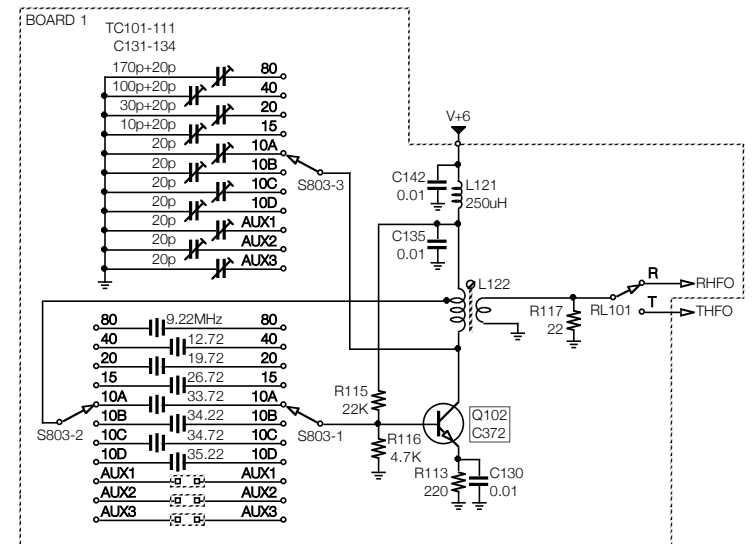 BOARD 1
TC101-111
C131-134
170p+20p 80
100p+20p 40
30p+20p 20
10p+20p 15
20p 10A
20p 10B
20p 10C
20p 10D
20p AUX1
20p AUX2
20p AUX3
S803-3
V+6
C142
0.01
L121
250uH
C135
0.01
L122
R117
22
RL101
R
T
RHFO
THFO
80 9.22MHz 80
40 12.72 40
20 19.72 20
15 26.72 15
10A 33.72 10A
10B 34.22 10B
10C 34.72 10C
10D 35.22 10D
AUX1 AUX1
AUX2 AUX2
AUX3 AUX3
S803-2
S803-1
R115
22K
R116
4.7K
Q102
C372
R113
220
C130
0.01